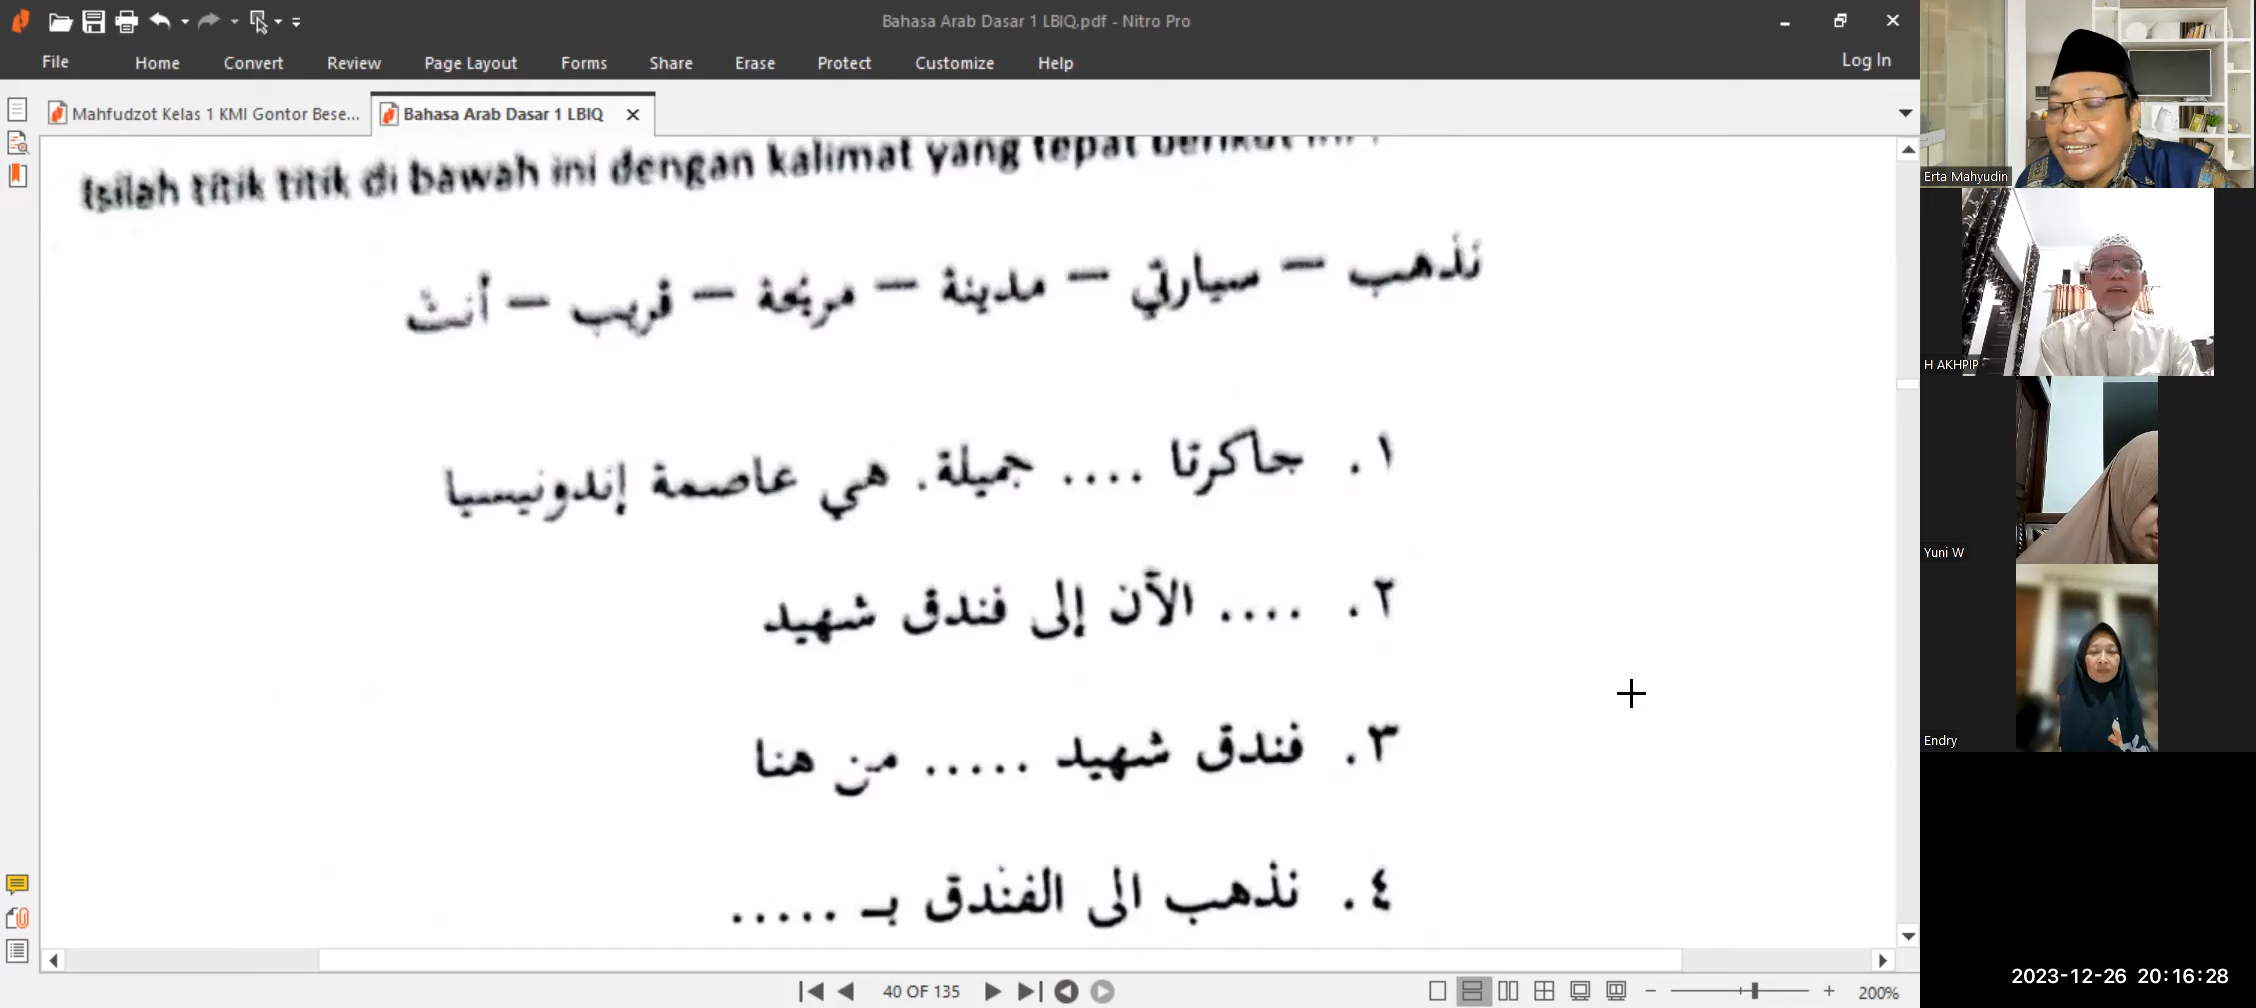 Bahasa Arab Dasar 1 LBIQ.pdf - Nitro Pro
File Home Convert Review Page Layout Forms Share Erase Protect Customize Help Log In
Mahfudzot Kelas 1 KMI Gontor Bese...
Bahasa Arab Dasar 1 LBIQ
Isilah titik titik di bawah ini dengan kalimat yang tepat berikut ini
نذهب – سيارتي – مدينة – مريحة – قريب – أنت
١. جاكرتا .... جميلة. هي عاصمة إندونيسيا
٢. .... الآن إلى فندق شهيد
٣. فندق شهيد ..... من هنا
٤. نذهب الى الفندق بـ .....
40 OF 135
200%
Erta Mahyudin
H AKHPIP
Yuni W
Endry
2023-12-26 20:16:28